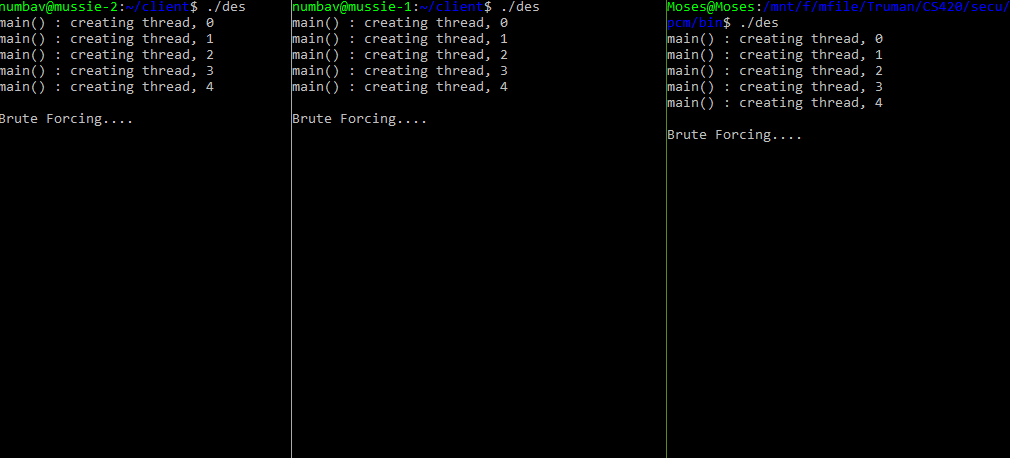 numbav@mussie-2:~/client$ ./des
main() : creating thread, 0
main() : creating thread, 1
main() : creating thread, 2
main() : creating thread, 3
main() : creating thread, 4
Brute Forcing....
numbav@mussie-1:~/client$ ./des
main() : creating thread, 0
main() : creating thread, 1
main() : creating thread, 2
main() : creating thread, 3
main() : creating thread, 4
Brute Forcing....
Moses@Moses:/mnt/f/mfile/Truman/CS420/secu/
pcm/bin$ ./des
main() : creating thread, 0
main() : creating thread, 1
main() : creating thread, 2
main() : creating thread, 3
main() : creating thread, 4
Brute Forcing....